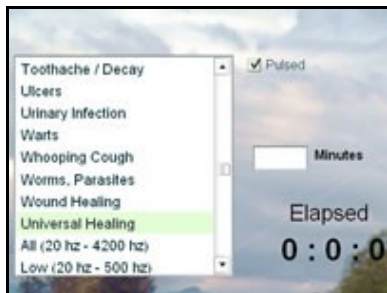 Toothache / Decay
Ulcers
Urinary Infection
Warts
Whooping Cough
Worms, Parasites
Wound Healing
Universal Healing
All (20 hz - 4200 hz)
Low (20 hz - 500 hz)
Pulsed
Minutes
Elapsed
0 : 0 : 0